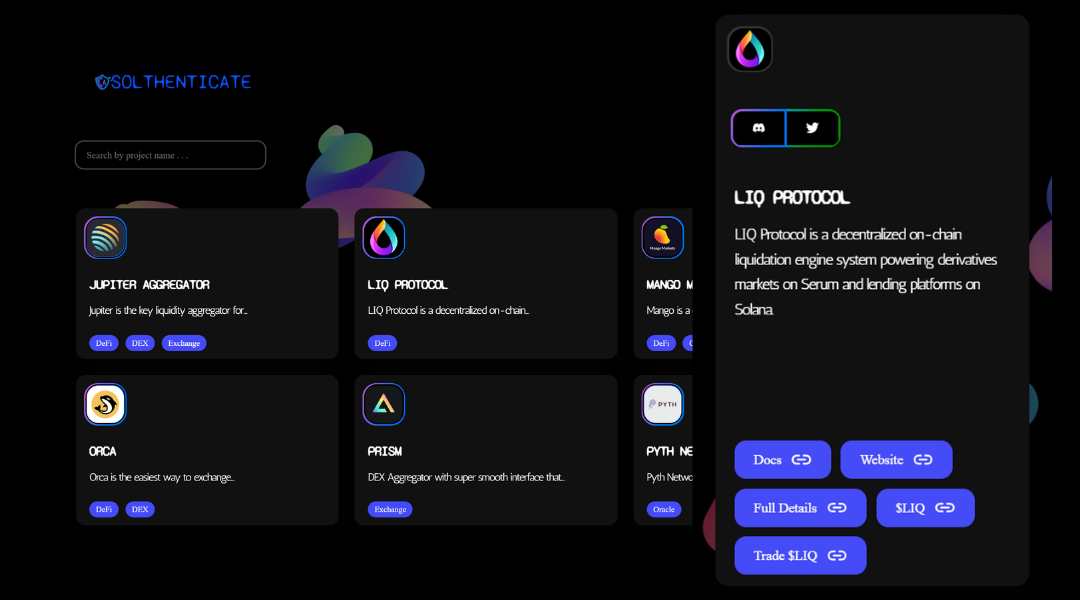 SOLTHENTICATE
Search by project name . . .
JUPITER AGGREGATOR
Jupiter is the key liquidity aggregator for...
DeFi DEX Exchange
LIQ PROTOCOL
LIQ Protocol is a decentralized on-chain...
DeFi
Mango Markets
MANGO M
Mango is a
DeFi
ORCA
Orca is the easiest way to exchange...
DeFi DEX
PRISM
DEX Aggregator with super smooth interface that...
Exchange
PYTH
PYTH NE
Pyth Netwo
Oracle
LIQ PROTOCOL
LIQ Protocol is a decentralized on-chain
liquidation engine system powering derivatives
markets on Serum and lending platforms on
Solana.
Docs Website
Full Details $LIQ
Trade $LIQ